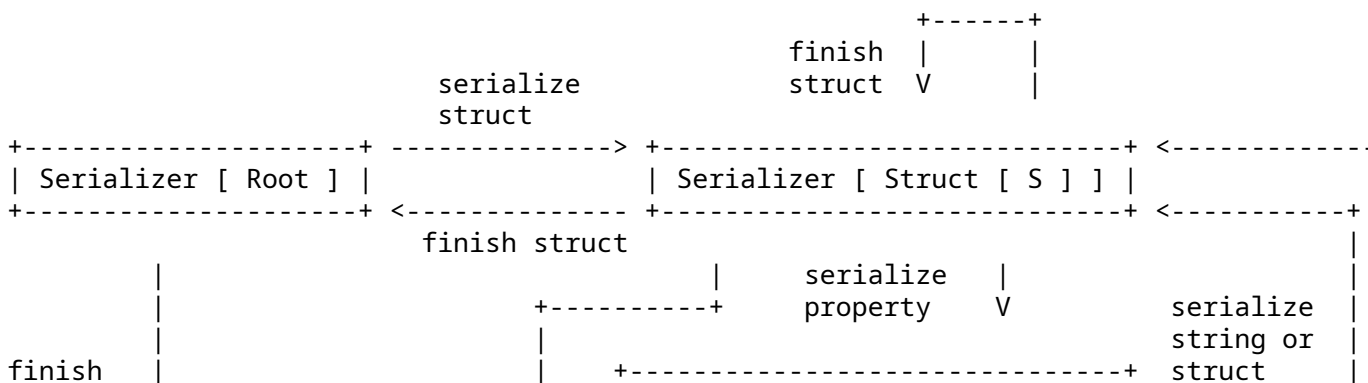 +------+
finish | |
serialize struct V |
struct
+---------------------+ --------------> +-----------------------------+ <-------------
| Serializer [ Root ] | | Serializer [ Struct [ S ] ] |
+---------------------+ <-------------- +-----------------------------+ <-----------+
finish struct |
| | serialize | |
| +----------+ property V serialize |
| | string or |
finish | | +-------------------------------+ struct |